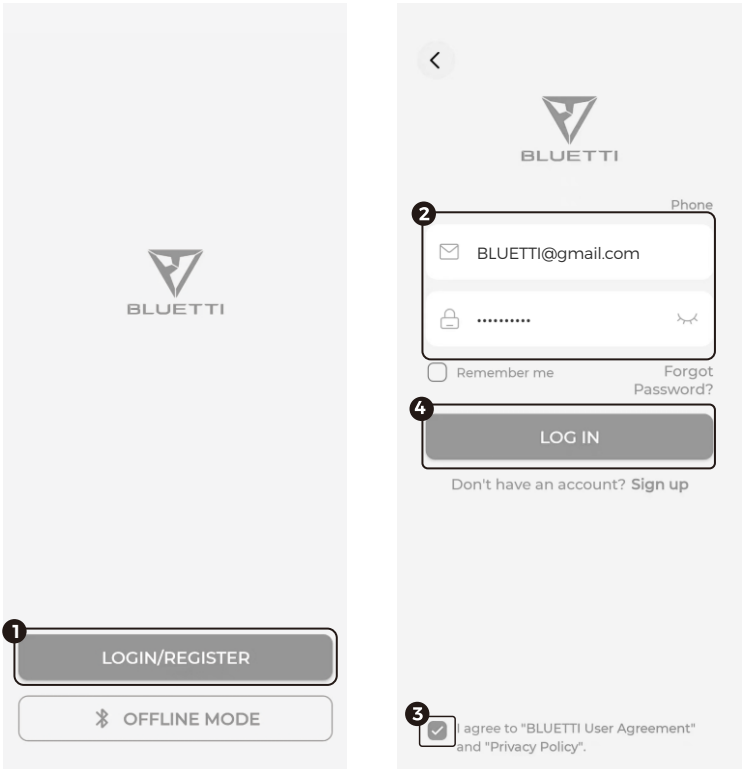 BLUETTI
1
LOGIN/REGISTER
OFFLINE MODE
BLUETTI
Phone
2
BLUETTI@gmail.com
••••••••••
Remember me
Forgot
Password?
4
LOG IN
Don't have an account? Sign up
3
I agree to "BLUETTI User Agreement"
and "Privacy Policy".